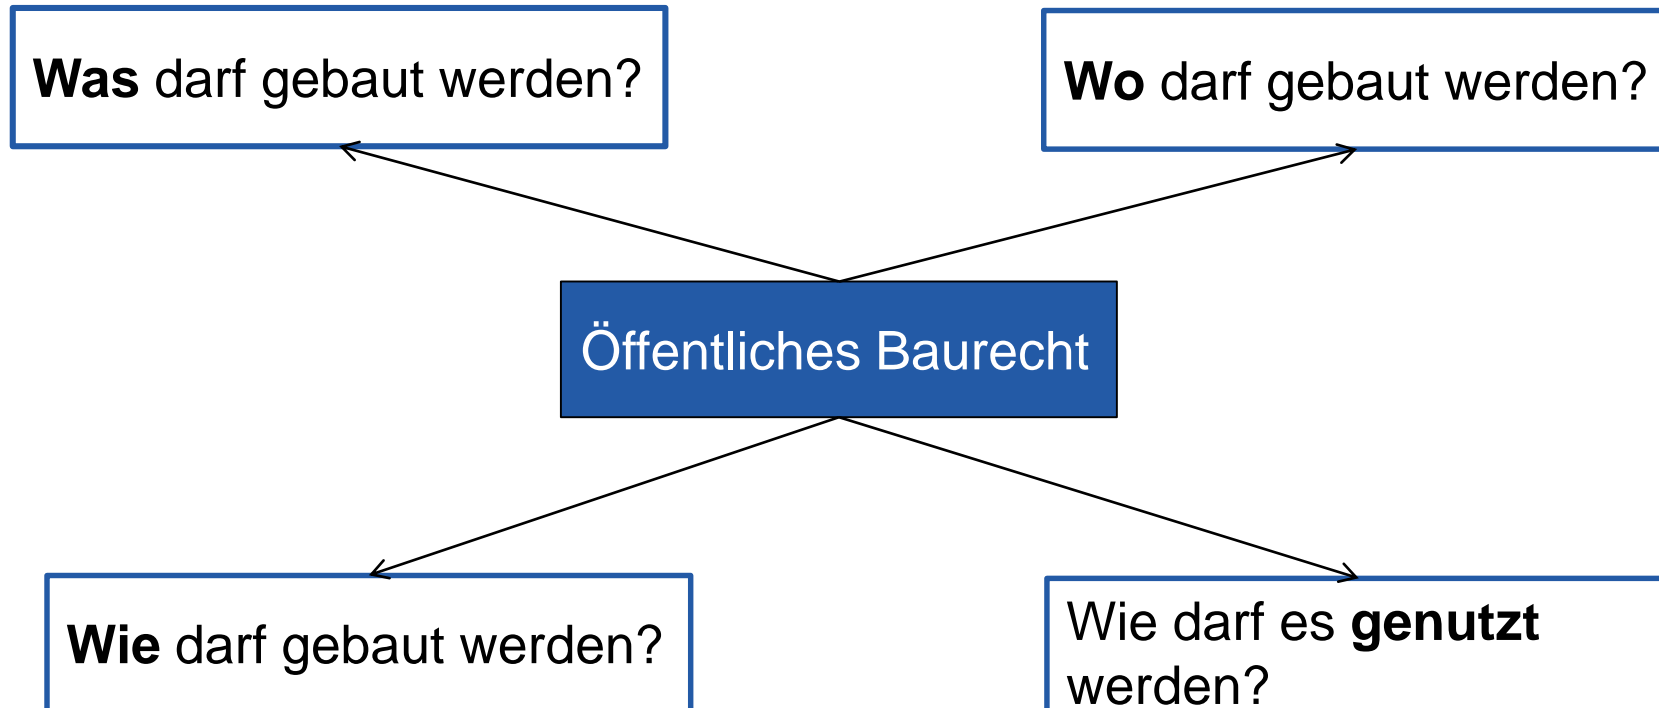 Was darf gebaut werden?
Wo darf gebaut werden?
Öffentliches Baurecht
Wie darf gebaut werden?
Wie darf es genutzt
werden?